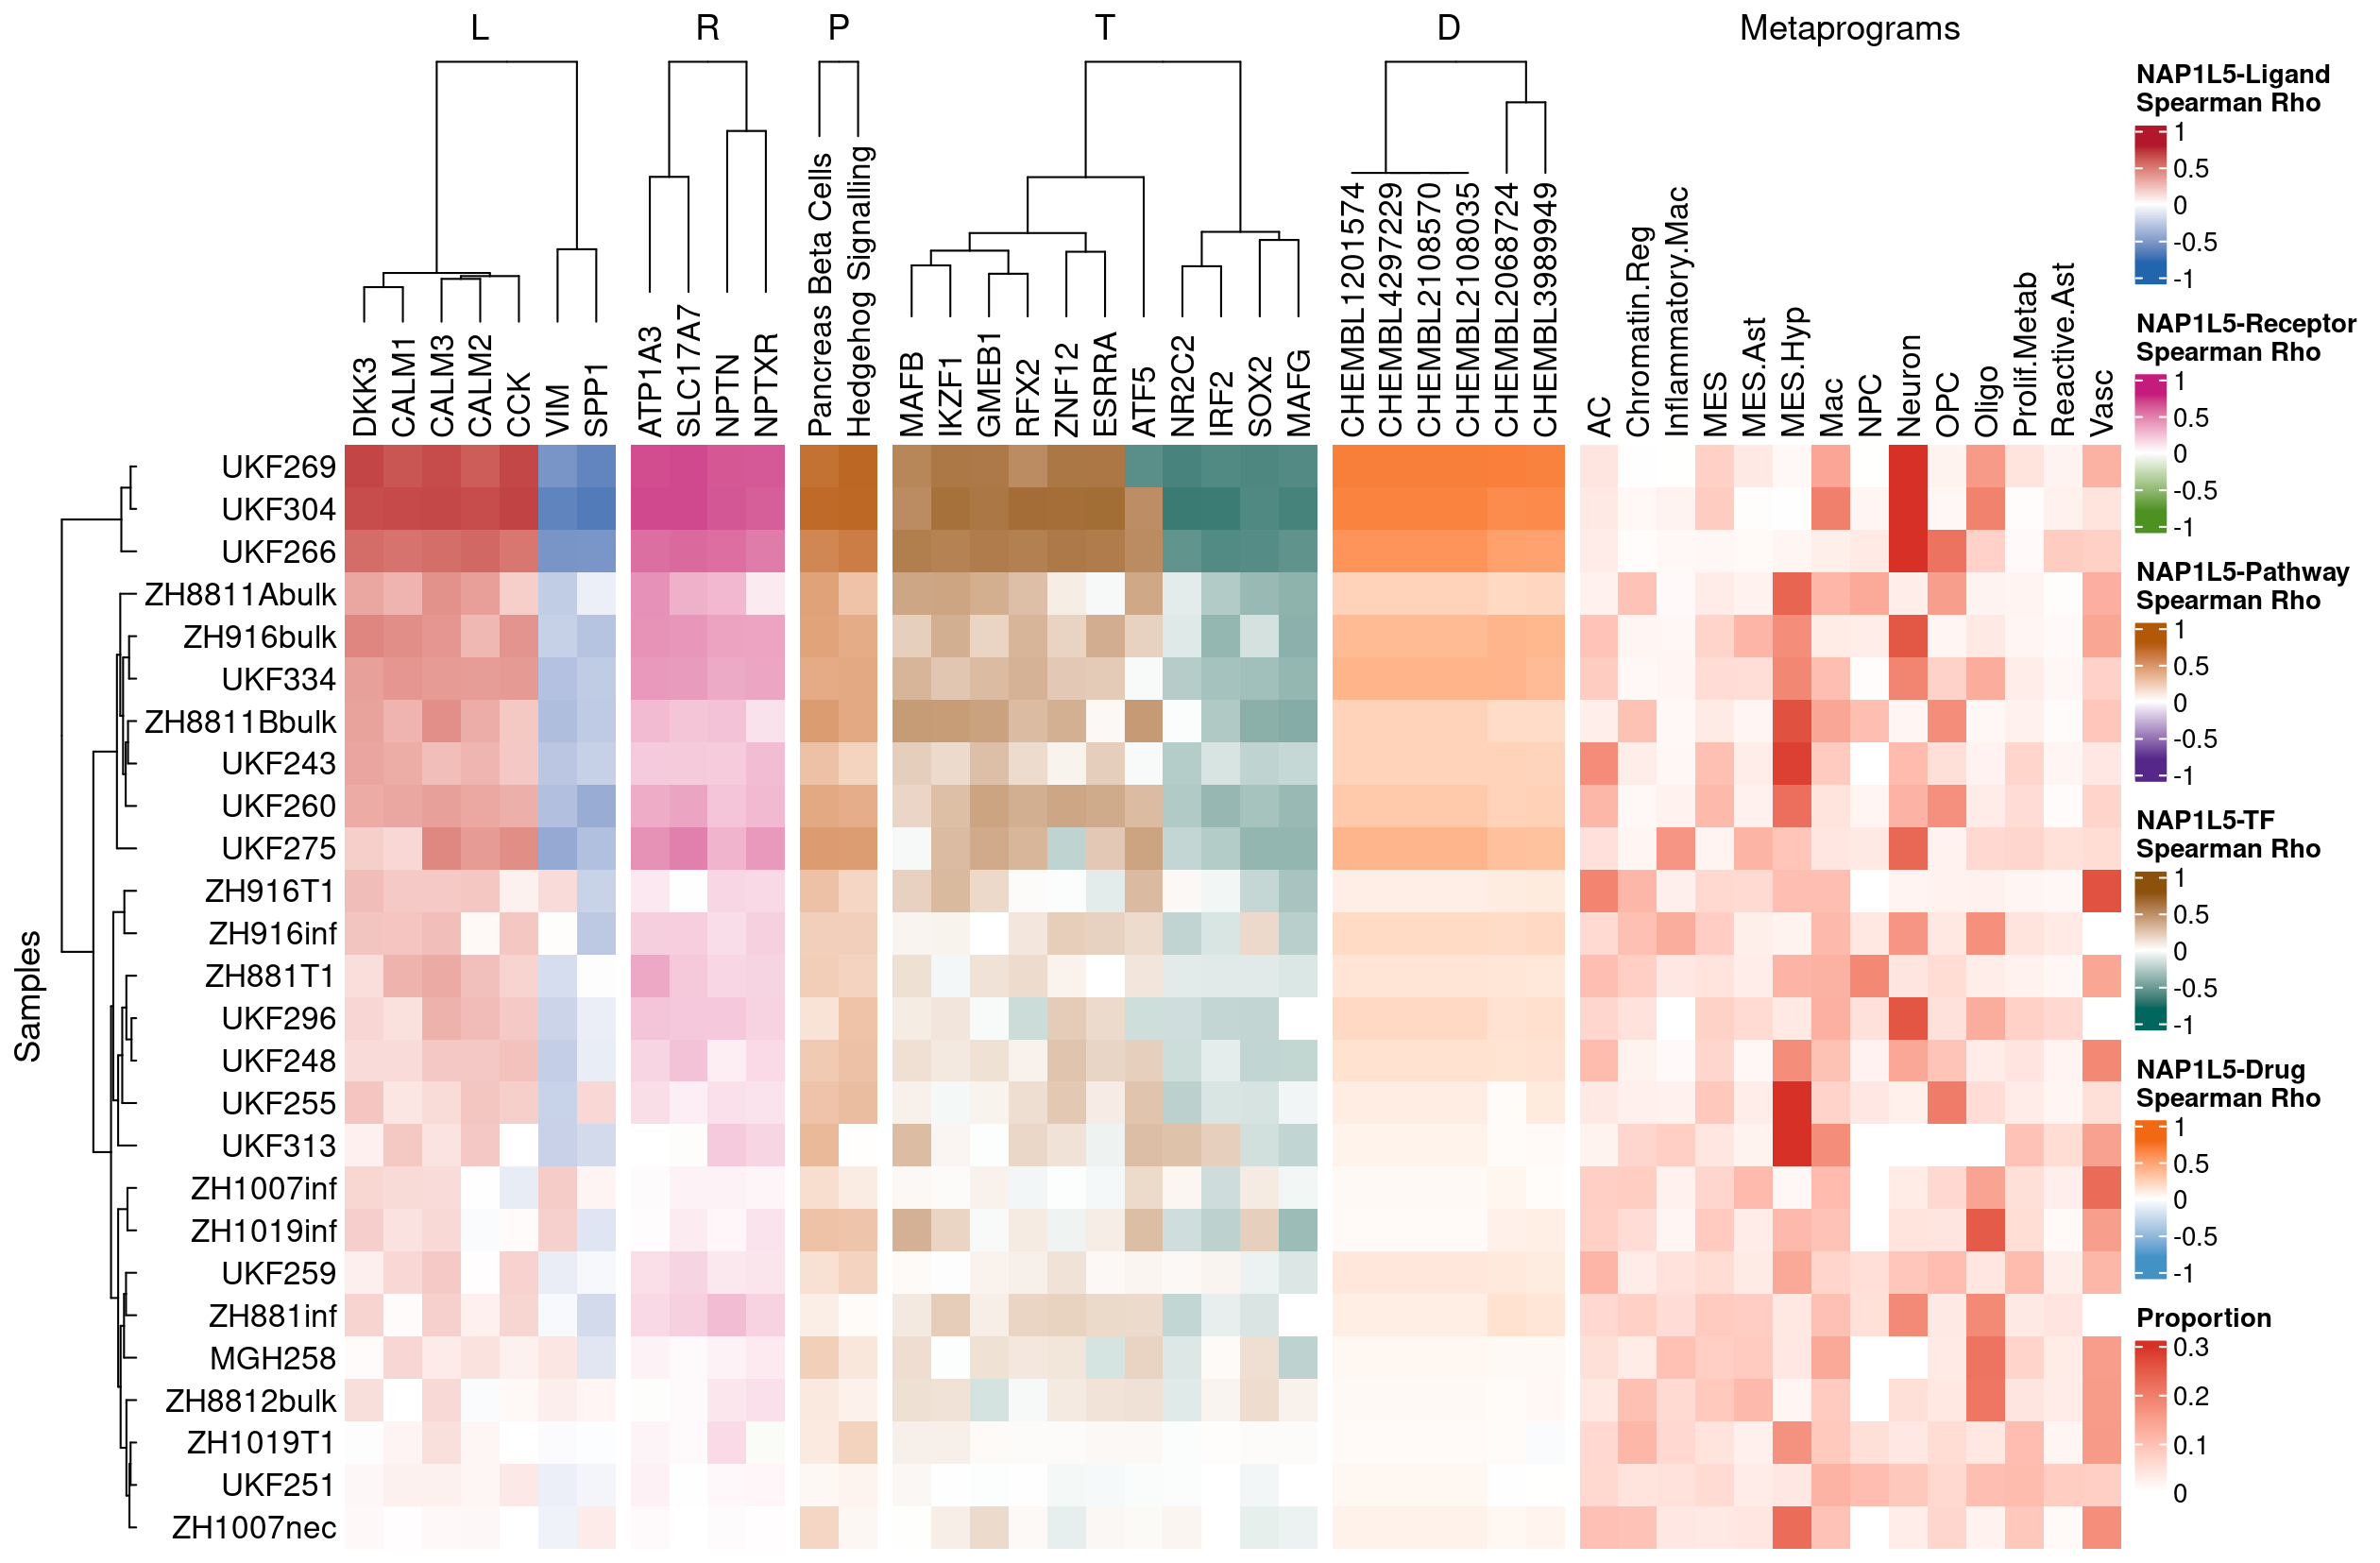 L
R
P
T
D
Metaprograms
DKK3
CALM1
CALM3
CALM2
CCK
VIM
SPP1
ATP1A3
SLC17A7
NPTN
NPTXR
Pancreas Beta Cells
Hedgehog Signalling
MAFB
IKZF1
GMEB1
RFX2
ZNF12
ESRRA
ATF5
NR2C2
IRF2
SOX2
MAFG
CHEMBL1201574
CHEMBL4297229
CHEMBL2108570
CHEMBL2108035
CHEMBL2068724
CHEMBL3989949
AC
Chromatin.Reg
Inflammatory.Mac
MES
MES.Ast
MES.Hyp
Mac
NPC
Neuron
OPC
Oligo
Prolif.Metab
Reactive.Ast
Vasc
Samples
UKF269
UKF304
UKF266
ZH8811Abulk
ZH916bulk
UKF334
ZH8811Bbulk
UKF243
UKF260
UKF275
ZH916T1
ZH916inf
ZH881T1
UKF296
UKF248
UKF255
UKF313
ZH1007inf
ZH1019inf
UKF259
ZH881inf
MGH258
ZH8812bulk
ZH1019T1
UKF251
ZH1007nec
NAP1L5-Ligand
Spearman Rho
1
0.5
0
-0.5
-1
NAP1L5-Receptor
Spearman Rho
1
0.5
0
-0.5
-1
NAP1L5-Pathway
Spearman Rho
1
0.5
0
-0.5
-1
NAP1L5-TF
Spearman Rho
1
0.5
0
-0.5
-1
NAP1L5-Drug
Spearman Rho
1
0.5
0
-0.5
-1
Proportion
0.3
0.2
0.1
0